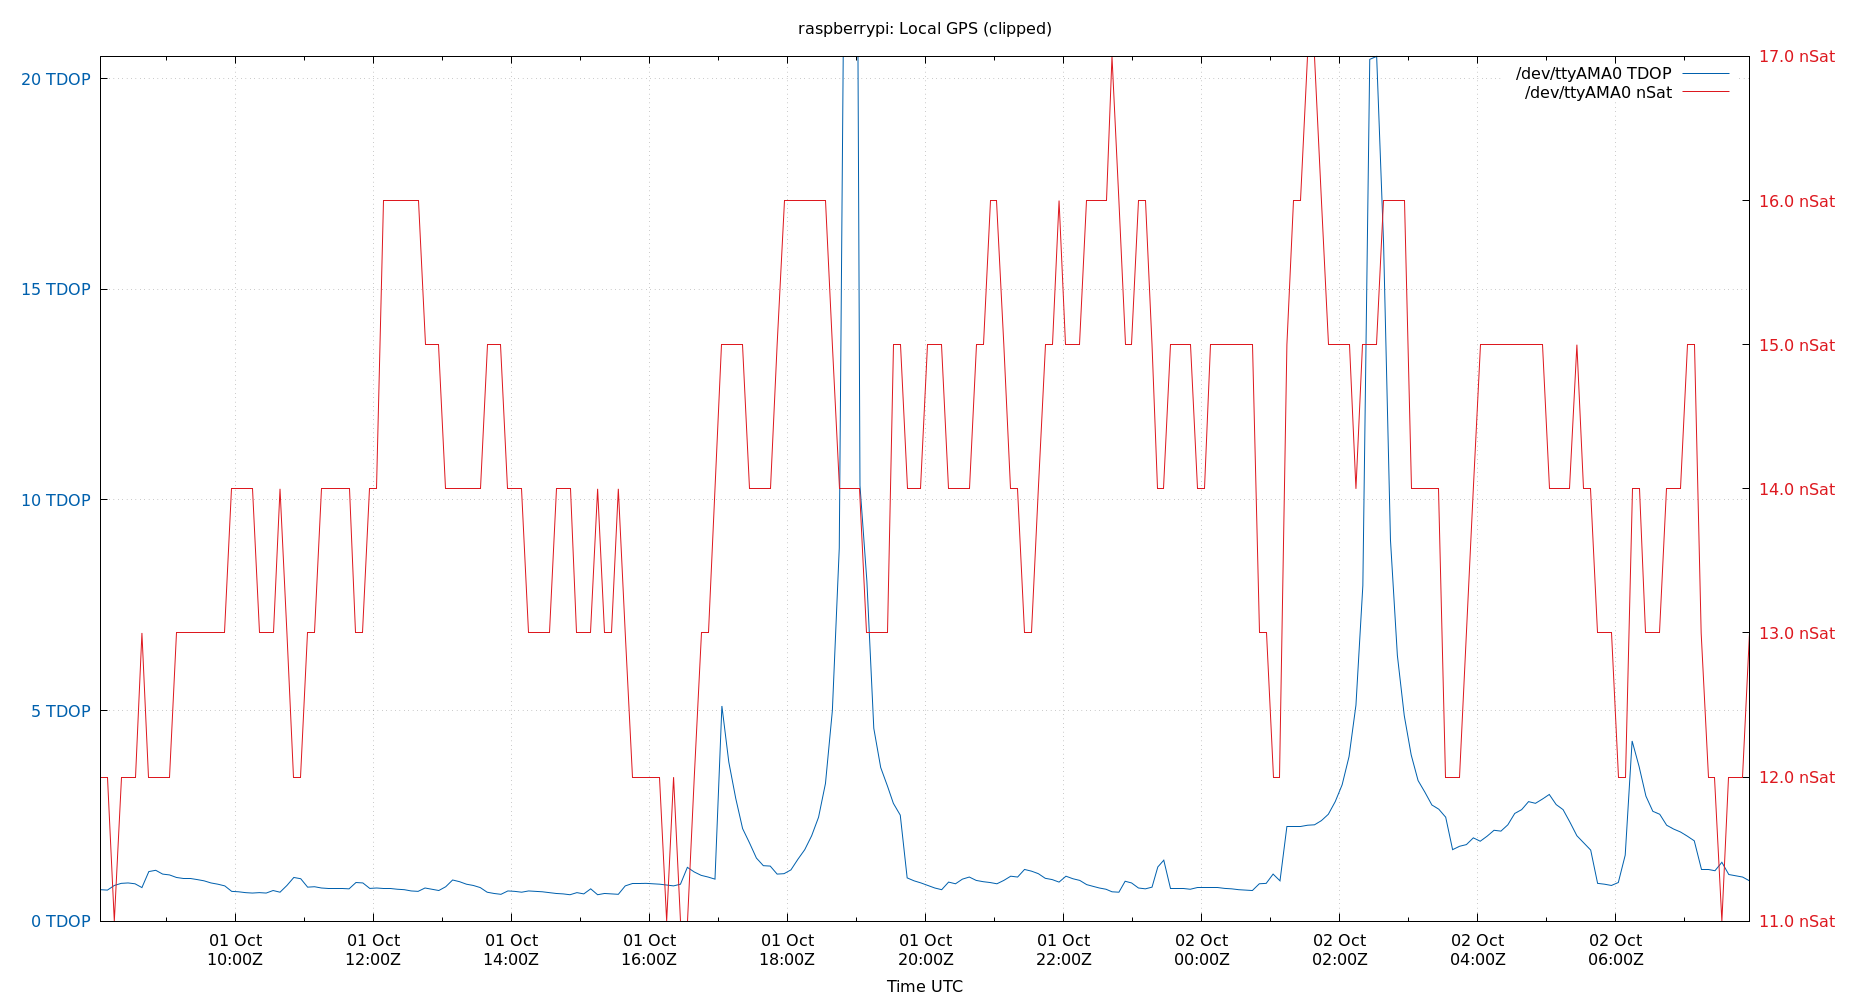 raspberrypi: Local GPS (clipped)
20 TDOP
15 TDOP
10 TDOP
5 TDOP
0 TDOP
17.0 nSat
16.0 nSat
15.0 nSat
14.0 nSat
13.0 nSat
12.0 nSat
11.0 nSat
/dev/ttyAMA0 TDOP
/dev/ttyAMA0 nSat
01 Oct
10:00Z
01 Oct
12:00Z
01 Oct
14:00Z
01 Oct
16:00Z
01 Oct
18:00Z
01 Oct
20:00Z
01 Oct
22:00Z
02 Oct
00:00Z
02 Oct
02:00Z
02 Oct
04:00Z
02 Oct
06:00Z
Time UTC